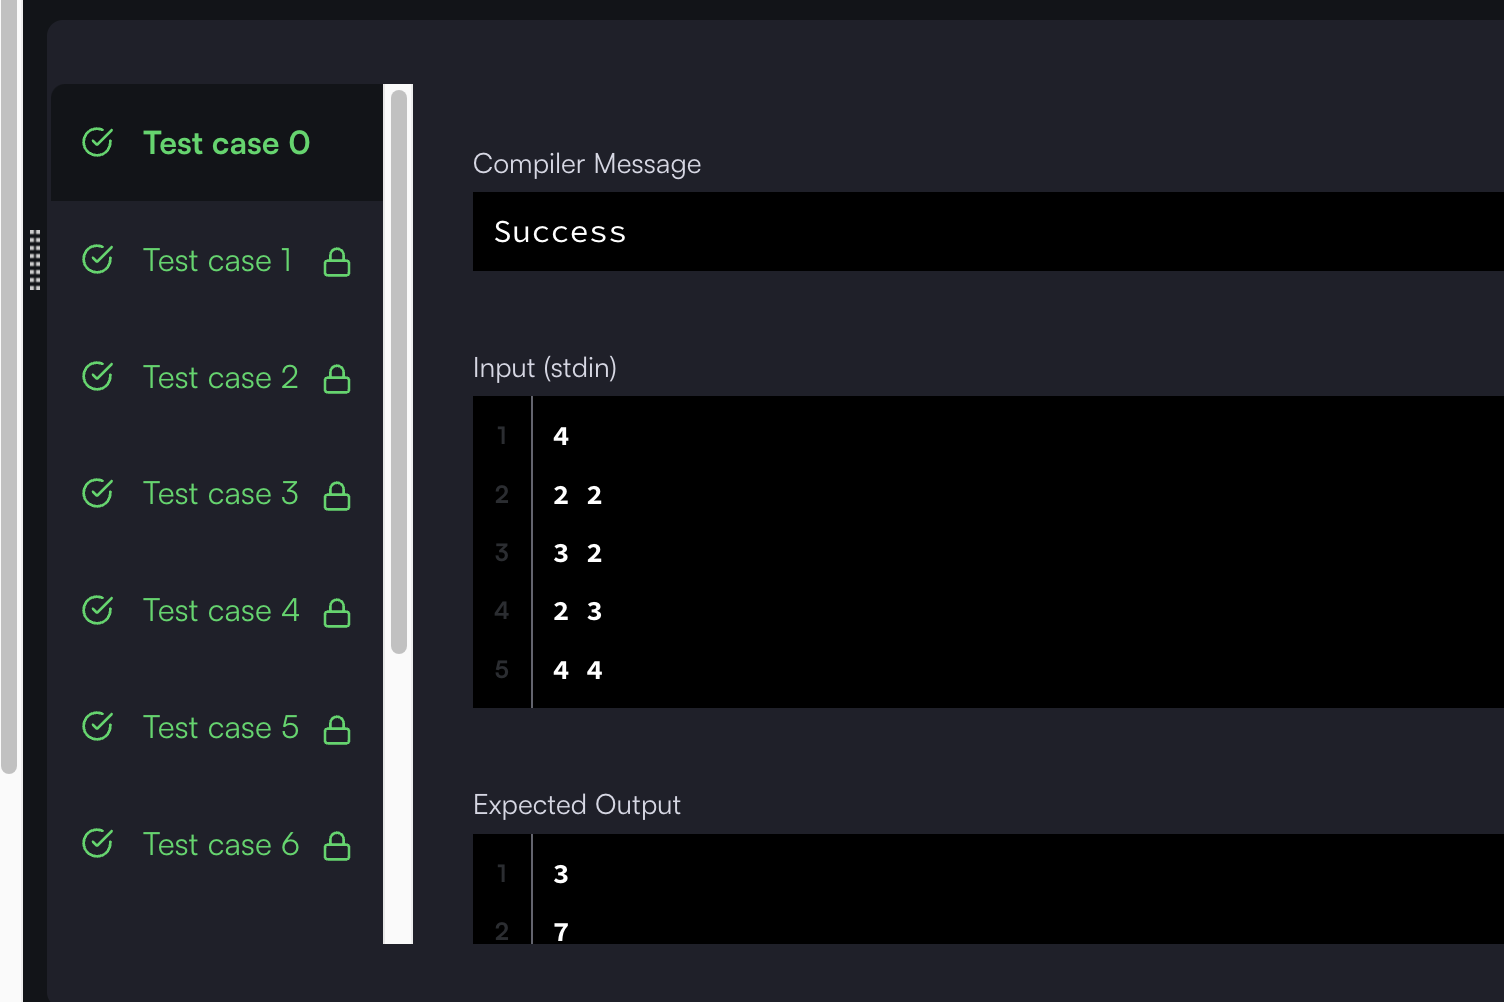 Test case 0
Test case 1
Test case 2
Test case 3
Test case 4
Test case 5
Test case 6
Compiler Message
Success
Input (stdin)
1 4
2 2 2
3 3 2
4 2 3
5 4 4
Expected Output
1 3
2 7